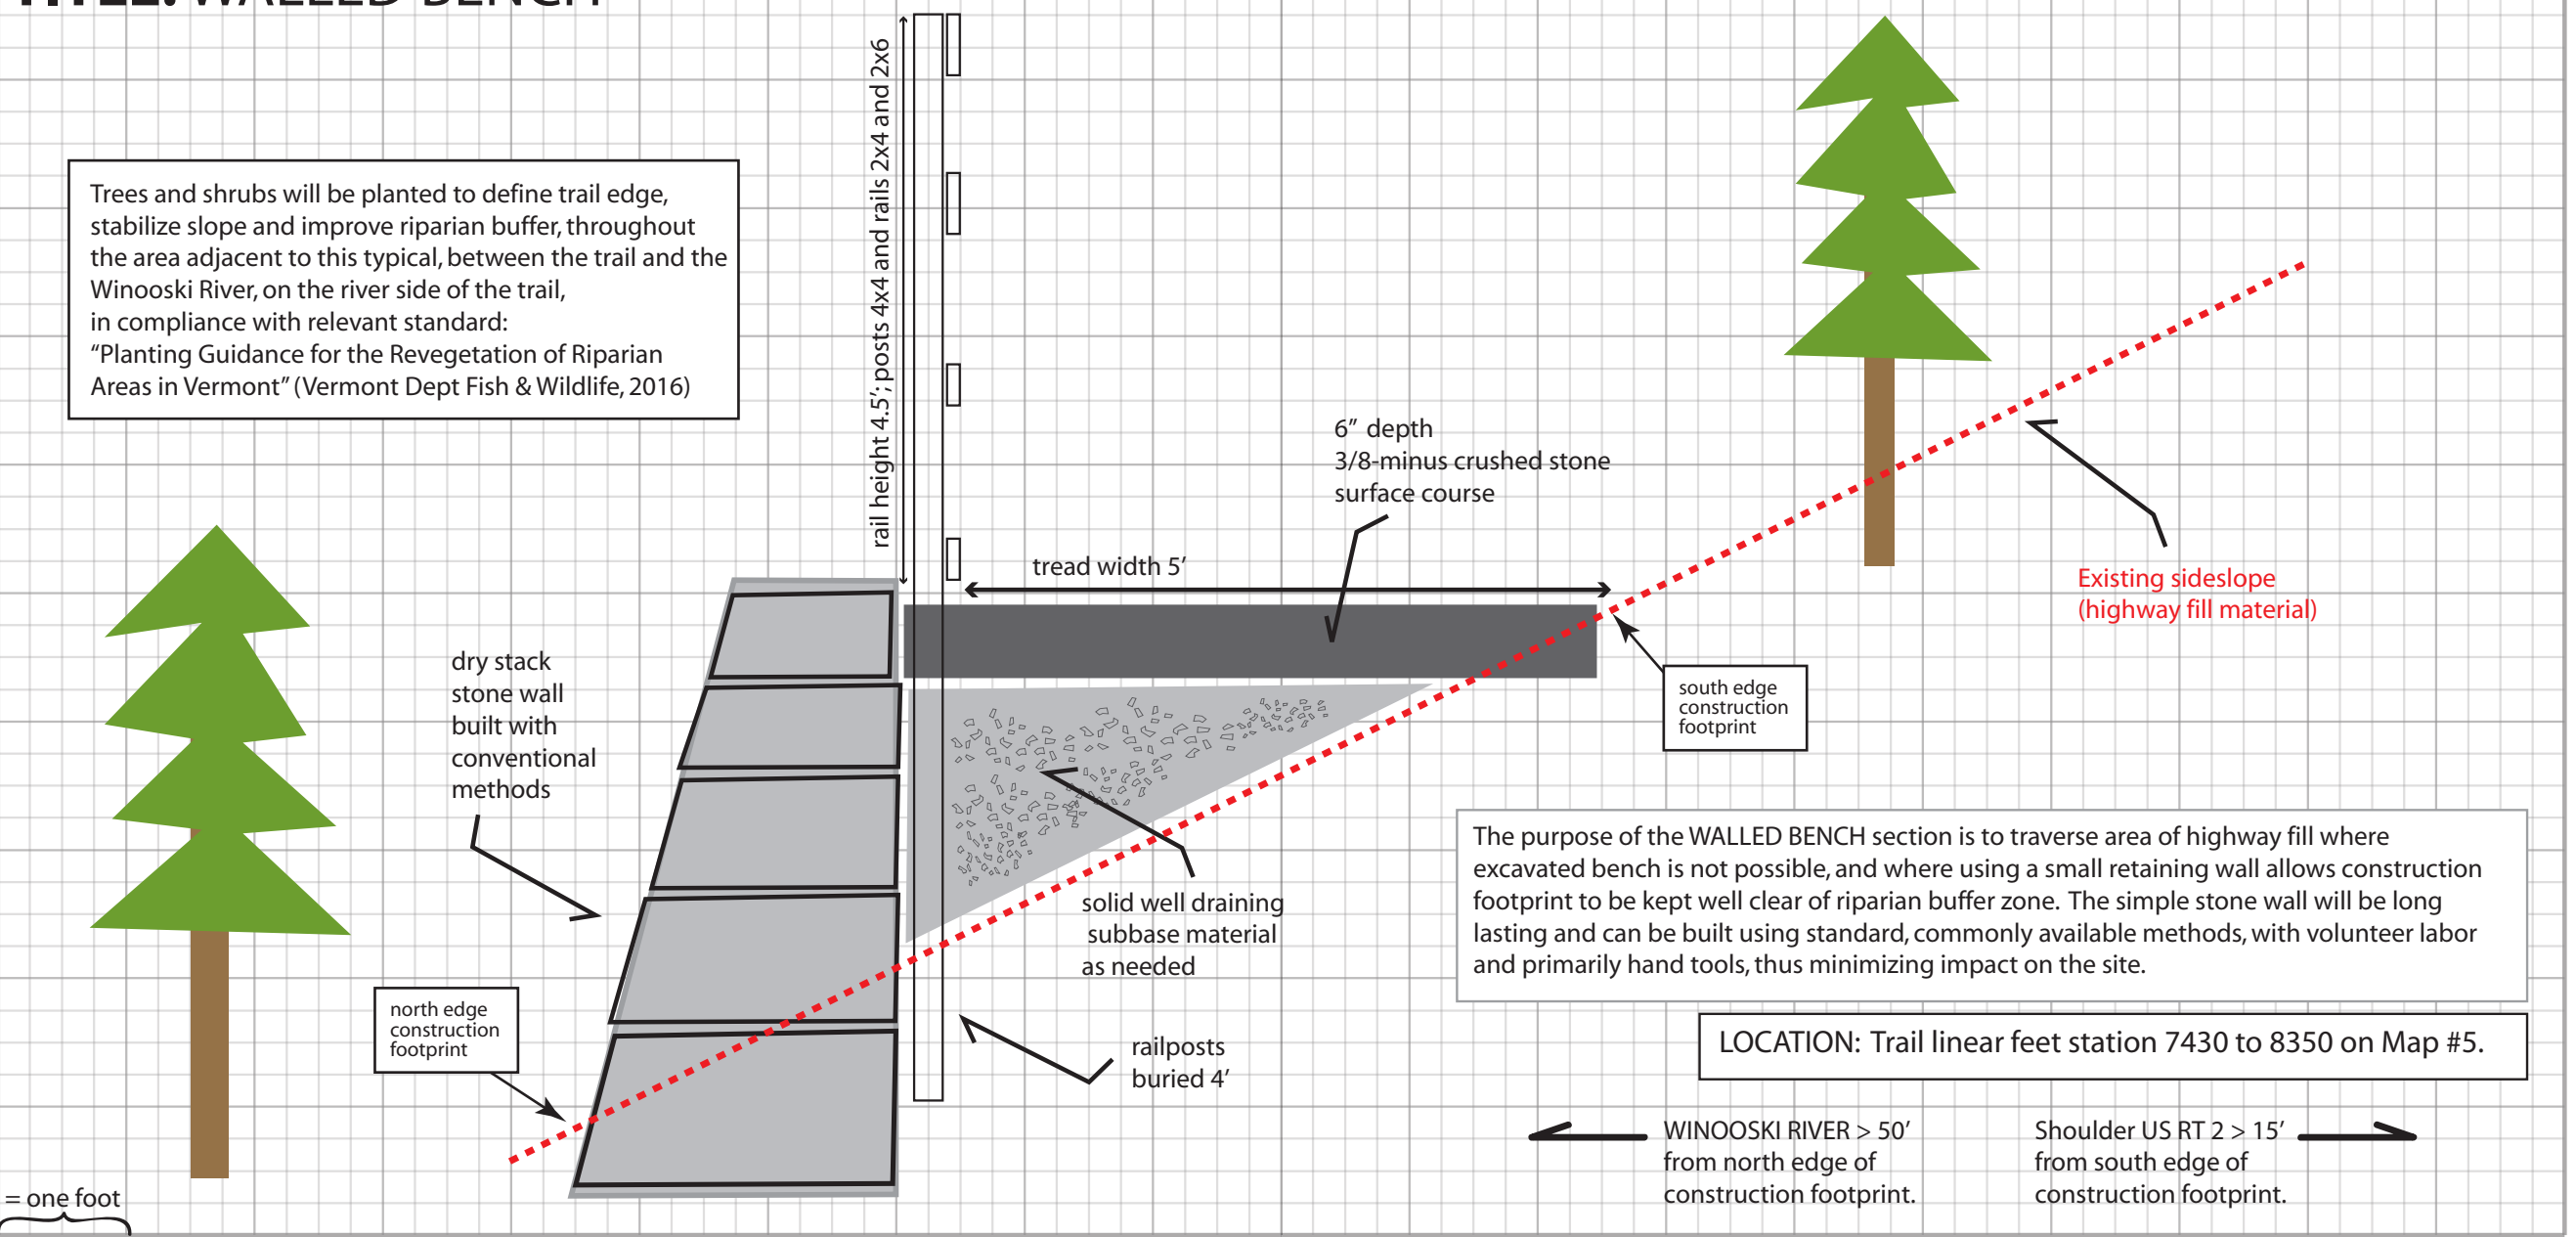 TITLE: WALLED BENCH
Trees and shrubs will be planted to define trail edge,
stabilize slope and improve riparian buffer, throughout
the area adjacent to this typical, between the trail and the
Winooski River, on the river side of the trail,
in compliance with relevant standard:
“Planting Guidance for the Revegetation of Riparian
Areas in Vermont” (Vermont Dept Fish & Wildlife, 2016)
rail height 4.5’; posts 4x4 and rails 2x4 and 2x6
6” depth
3/8-minus crushed stone
surface course
tread width 5’
Existing sideslope
(highway fill material)
dry stack
stone wall
built with
conventional
methods
south edge
construction
footprint
The purpose of the WALLED BENCH section is to traverse area of highway fill where
excavated bench is not possible, and where using a small retaining wall allows construction
footprint to be kept well clear of riparian buffer zone. The simple stone wall will be long
lasting and can be built using standard, commonly available methods, with volunteer labor
and primarily hand tools, thus minimizing impact on the site.
solid well draining
subbase material
as needed
north edge
construction
footprint
railposts
buried 4’
LOCATION: Trail linear feet station 7430 to 8350 on Map #5.
WINOOSKI RIVER > 50’
from north edge of
construction footprint.
Shoulder US RT 2 > 15’
from south edge of
construction footprint.
= one foot